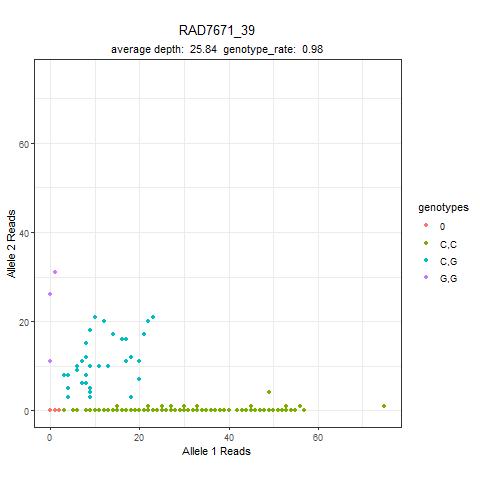 RAD7671_39
average depth: 25.84 genotype_rate: 0.98
Allele 2 Reads
60
40
20
0
0 20 40 60
Allele 1 Reads
genotypes
0
C,C
C,G
G,G